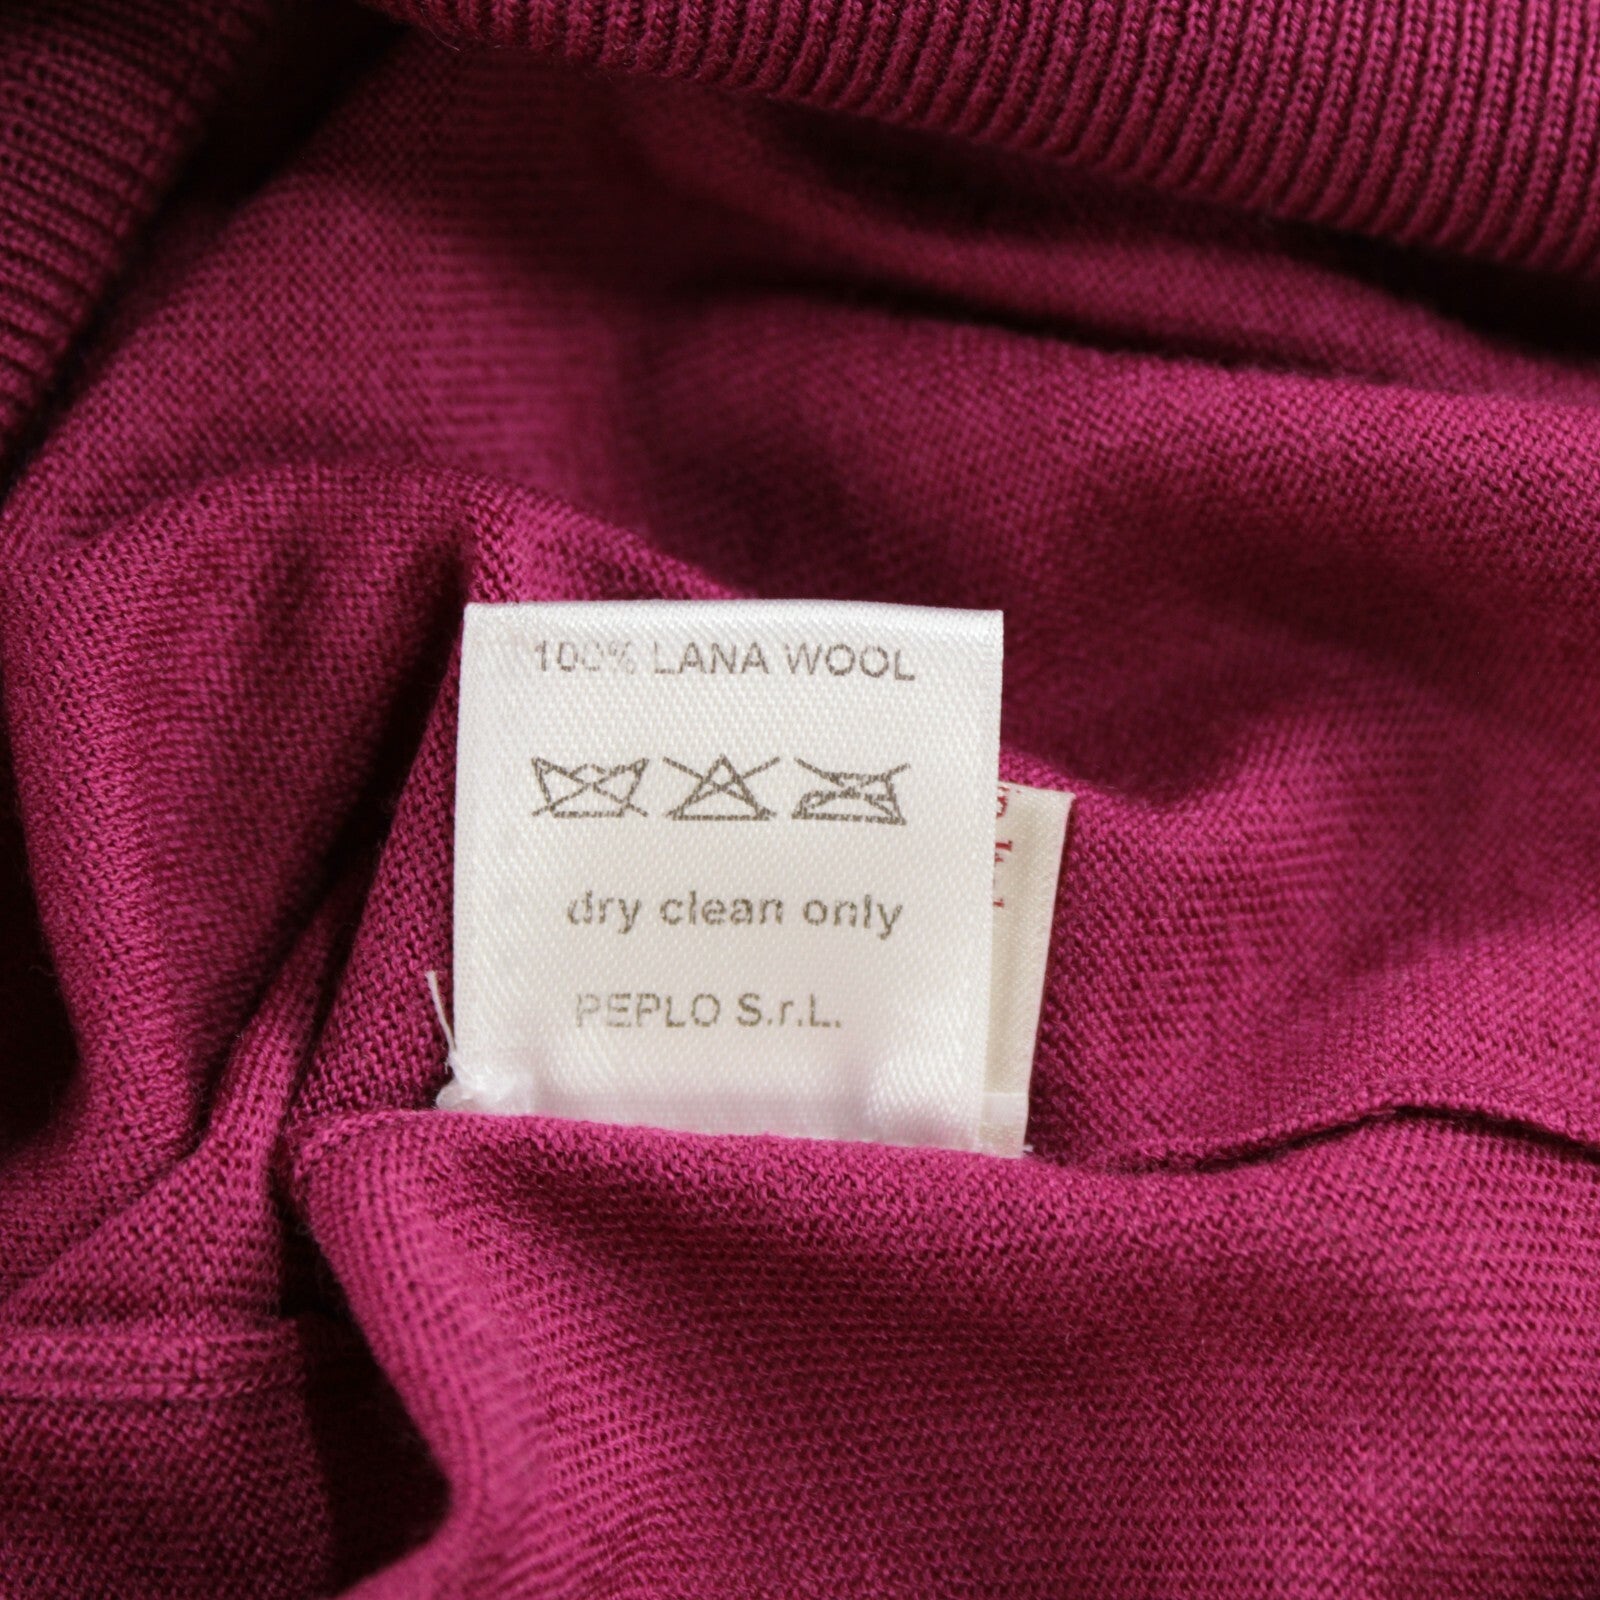 100% LANA WOOL
dry clean only
PEPLO S.r.L.